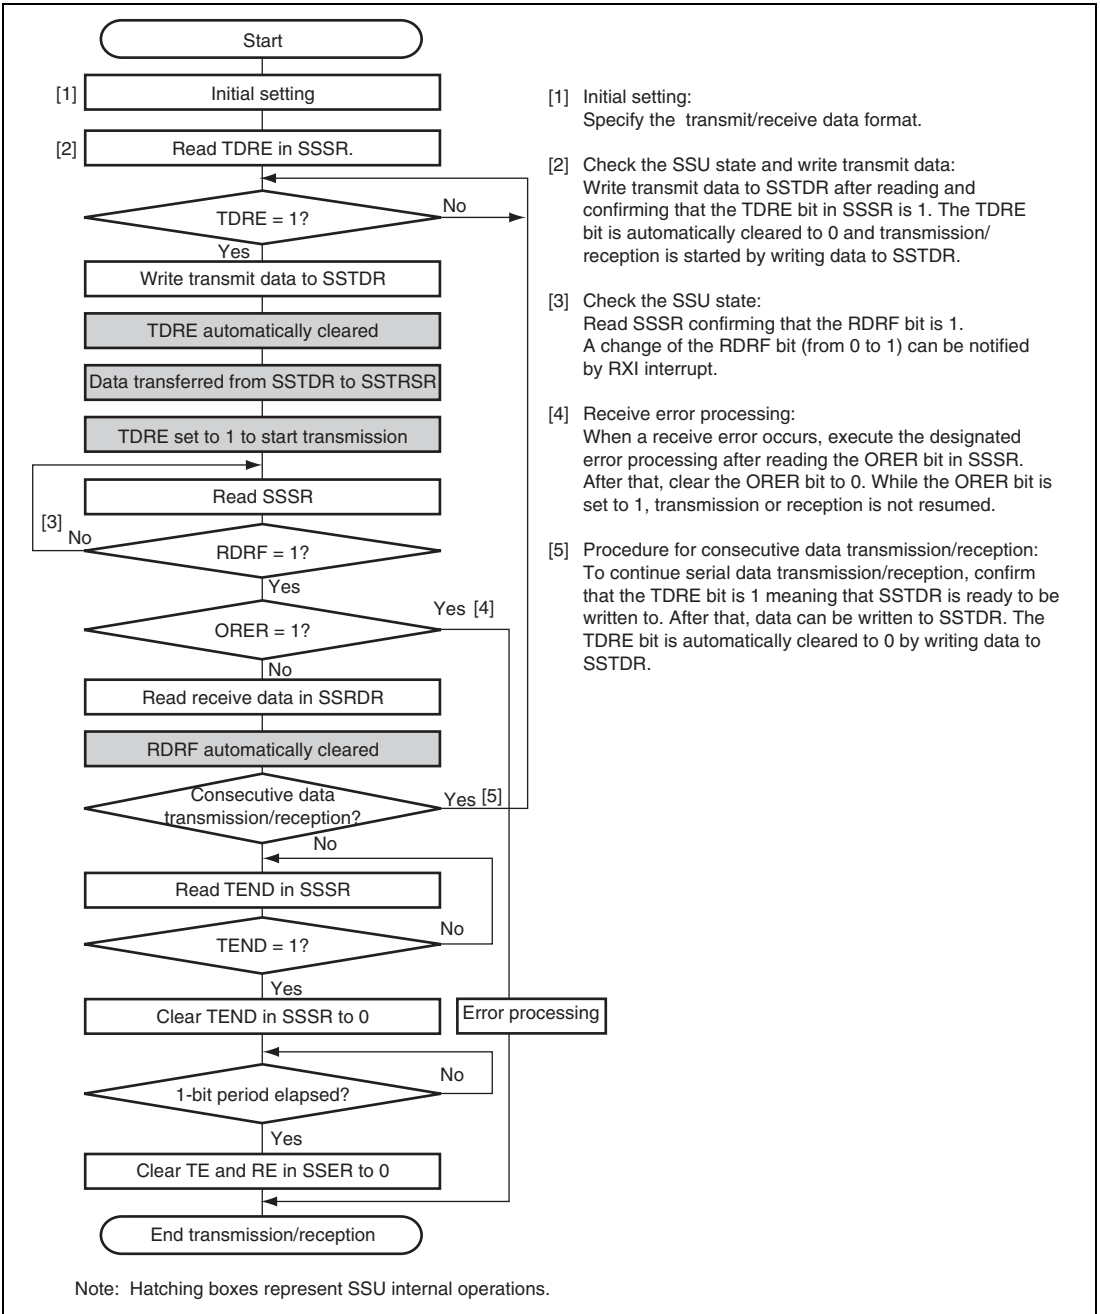 Start
[1] Initial setting
[2] Read TDRE in SSSR.
TDRE = 1?
No
Yes
Write transmit data to SSTDR
TDRE automatically cleared
Data transferred from SSTDR to SSTRSR
TDRE set to 1 to start transmission
Read SSSR
[3]
No
RDRF = 1?
Yes
Yes [4]
ORER = 1?
No
Read receive data in SSRDR
RDRF automatically cleared
Consecutive data
transmission/reception?
Yes [5]
No
Read TEND in SSSR
No
TEND = 1?
Yes
Clear TEND in SSSR to 0
Error processing
No
1-bit period elapsed?
Yes
Clear TE and RE in SSER to 0
End transmission/reception
[1] Initial setting:
Specify the transmit/receive data format.
[2] Check the SSU state and write transmit data:
Write transmit data to SSTDR after reading and
confirming that the TDRE bit in SSSR is 1. The TDRE
bit is automatically cleared to 0 and transmission/
reception is started by writing data to SSTDR.
[3] Check the SSU state:
Read SSSR confirming that the RDRF bit is 1.
A change of the RDRF bit (from 0 to 1) can be notified
by RXI interrupt.
[4] Receive error processing:
When a receive error occurs, execute the designated
error processing after reading the ORER bit in SSSR.
After that, clear the ORER bit to 0. While the ORER bit is
set to 1, transmission or reception is not resumed.
[5] Procedure for consecutive data transmission/reception:
To continue serial data transmission/reception, confirm
that the TDRE bit is 1 meaning that SSTDR is ready to be
written to. After that, data can be written to SSTDR. The
TDRE bit is automatically cleared to 0 by writing data to
SSTDR.
Note: Hatching boxes represent SSU internal operations.